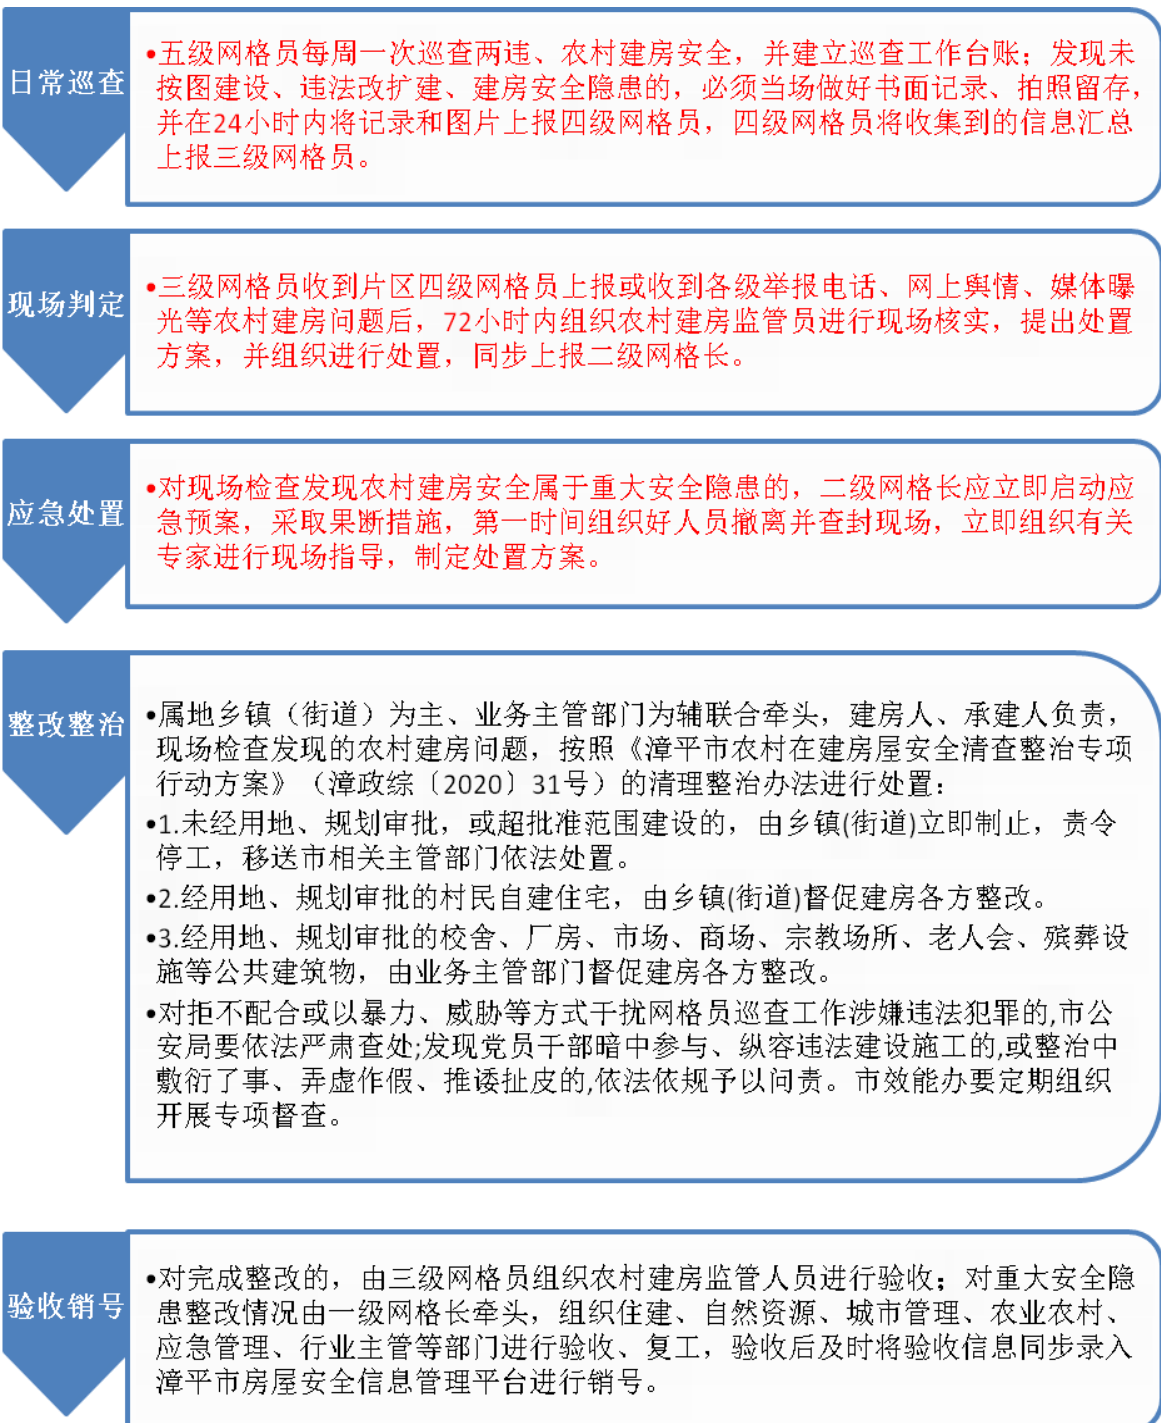 日常巡查
•五级网格员每周一次巡查两违、农村建房安全，并建立巡查工作台账；发现未
按图建设、违法改扩建、建房安全隐患的，必须当场做好书面记录、拍照留存，
并在24小时内将记录和图片上报四级网格员，四级网格员将收集到的信息汇总
上报三级网格员。
现场判定
•三级网格员收到片区四级网格员上报或收到各级举报电话、网上舆情、媒体曝
光等农村建房问题后，72小时内组织农村建房监管员进行现场核实，提出处置
方案，并组织进行处置，同步上报二级网格长。
应急处置
•对现场检查发现农村建房安全属于重大安全隐患的，二级网格长应立即启动应
急预案，采取果断措施，第一时间组织好人员撤离并查封现场，立即组织有关
专家进行现场指导，制定处置方案。
整改整治
•属地乡镇（街道）为主、业务主管部门为辅联合牵头，建房人、承建人负责，
现场检查发现的农村建房问题，按照《漳平市农村在建房屋安全清查整治专项
行动方案》（漳政综〔2020〕31号）的清理整治办法进行处置：
•1.未经用地、规划审批，或超批准范围建设的，由乡镇(街道)立即制止，责令
停工，移送市相关主管部门依法处置。
•2.经用地、规划审批的村民自建住宅，由乡镇(街道)督促建房各方整改。
•3.经用地、规划审批的校舍、厂房、市场、商场、宗教场所、老人会、殡葬设
施等公共建筑物，由业务主管部门督促建房各方整改。
•对拒不配合或以暴力、威胁等方式干扰网格员巡查工作涉嫌违法犯罪的,市公
安局要依法严肃查处;发现党员干部暗中参与、纵容违法建设施工的,或整治中
敷衍了事、弄虚作假、推诿扯皮的,依法依规予以问责。市效能办要定期组织
开展专项督查。
验收销号
•对完成整改的，由三级网格员组织农村建房监管人员进行验收；对重大安全隐
患整改情况由一级网格长牵头，组织住建、自然资源、城市管理、农业农村、
应急管理、行业主管等部门进行验收、复工，验收后及时将验收信息同步录入
漳平市房屋安全信息管理平台进行销号。